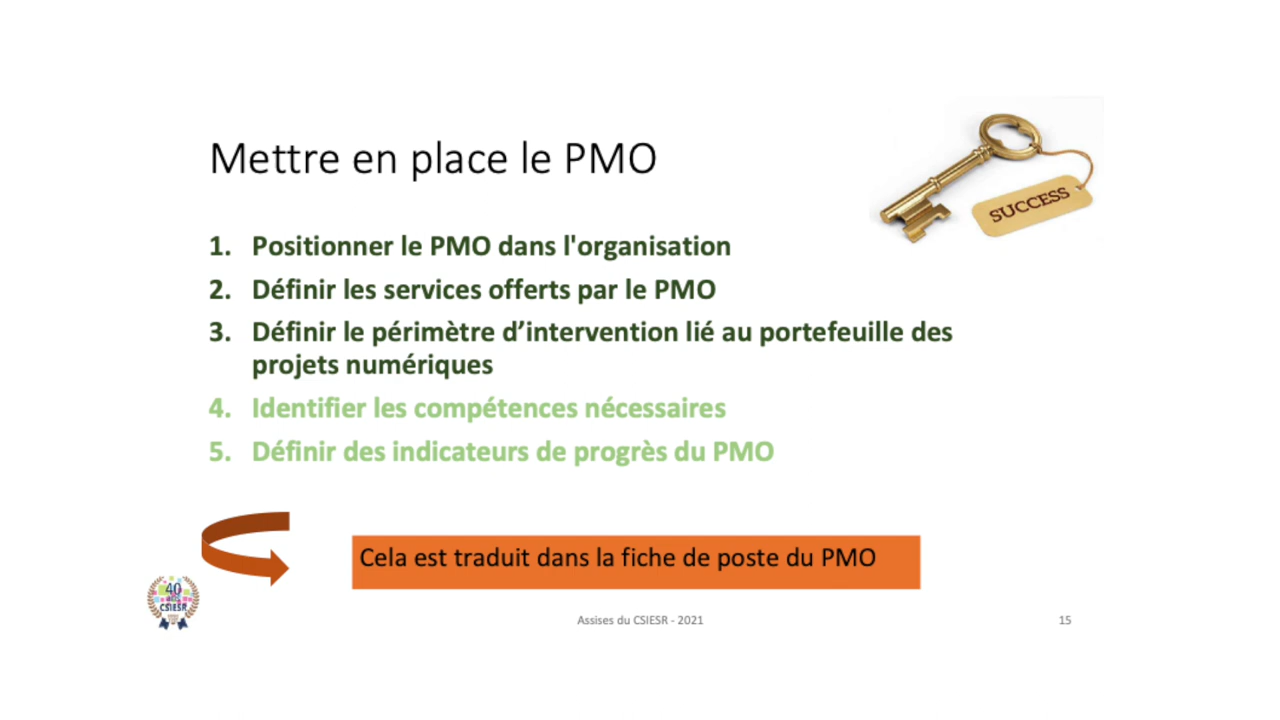 Mettre en place le PMO
SUCCESS
1. Positionner le PMO dans l'organisation
2. Définir les services offerts par le PMO
3. Définir le périmètre d’intervention lié au portefeuille des
projets numériques
4. Identifier les compétences nécessaires
5. Définir des indicateurs de progrès du PMO
Cela est traduit dans la fiche de poste du PMO
40
CSIESR
Assises du CSIESR - 2021
15